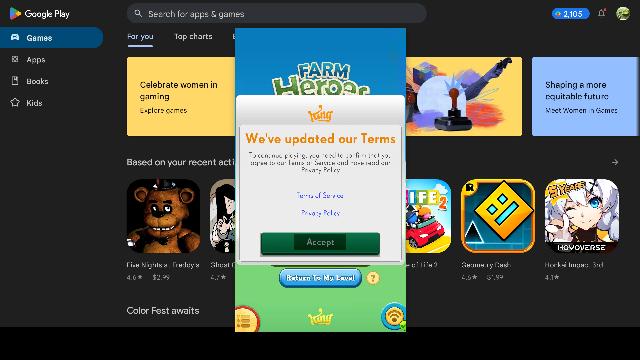 Google Play
Search for apps & games
2,105
Games
For you
Top charts
Apps
Books
Kids
Celebrate women in
gaming
Explore games
Shaping a more
equitable future
Meet Women in Games
FARM
Heroes
King
We've updated our Terms
To continue playing, you need to confirm that you
agree to our Terms of Service and have read our
Privacy Policy
Terms of Service
Privacy Policy
Accept
Return To My Level
?
King
Based on your recent acti
LIFE 2
HOYOVERSE
Five Nights a
Freddy's
4.6★ $2.99
Ghost
4.7★
of Life 2
Geometry Dash
4.6★ $1.99
Honkai Impact 3rd
4.1★
Color Fest awaits